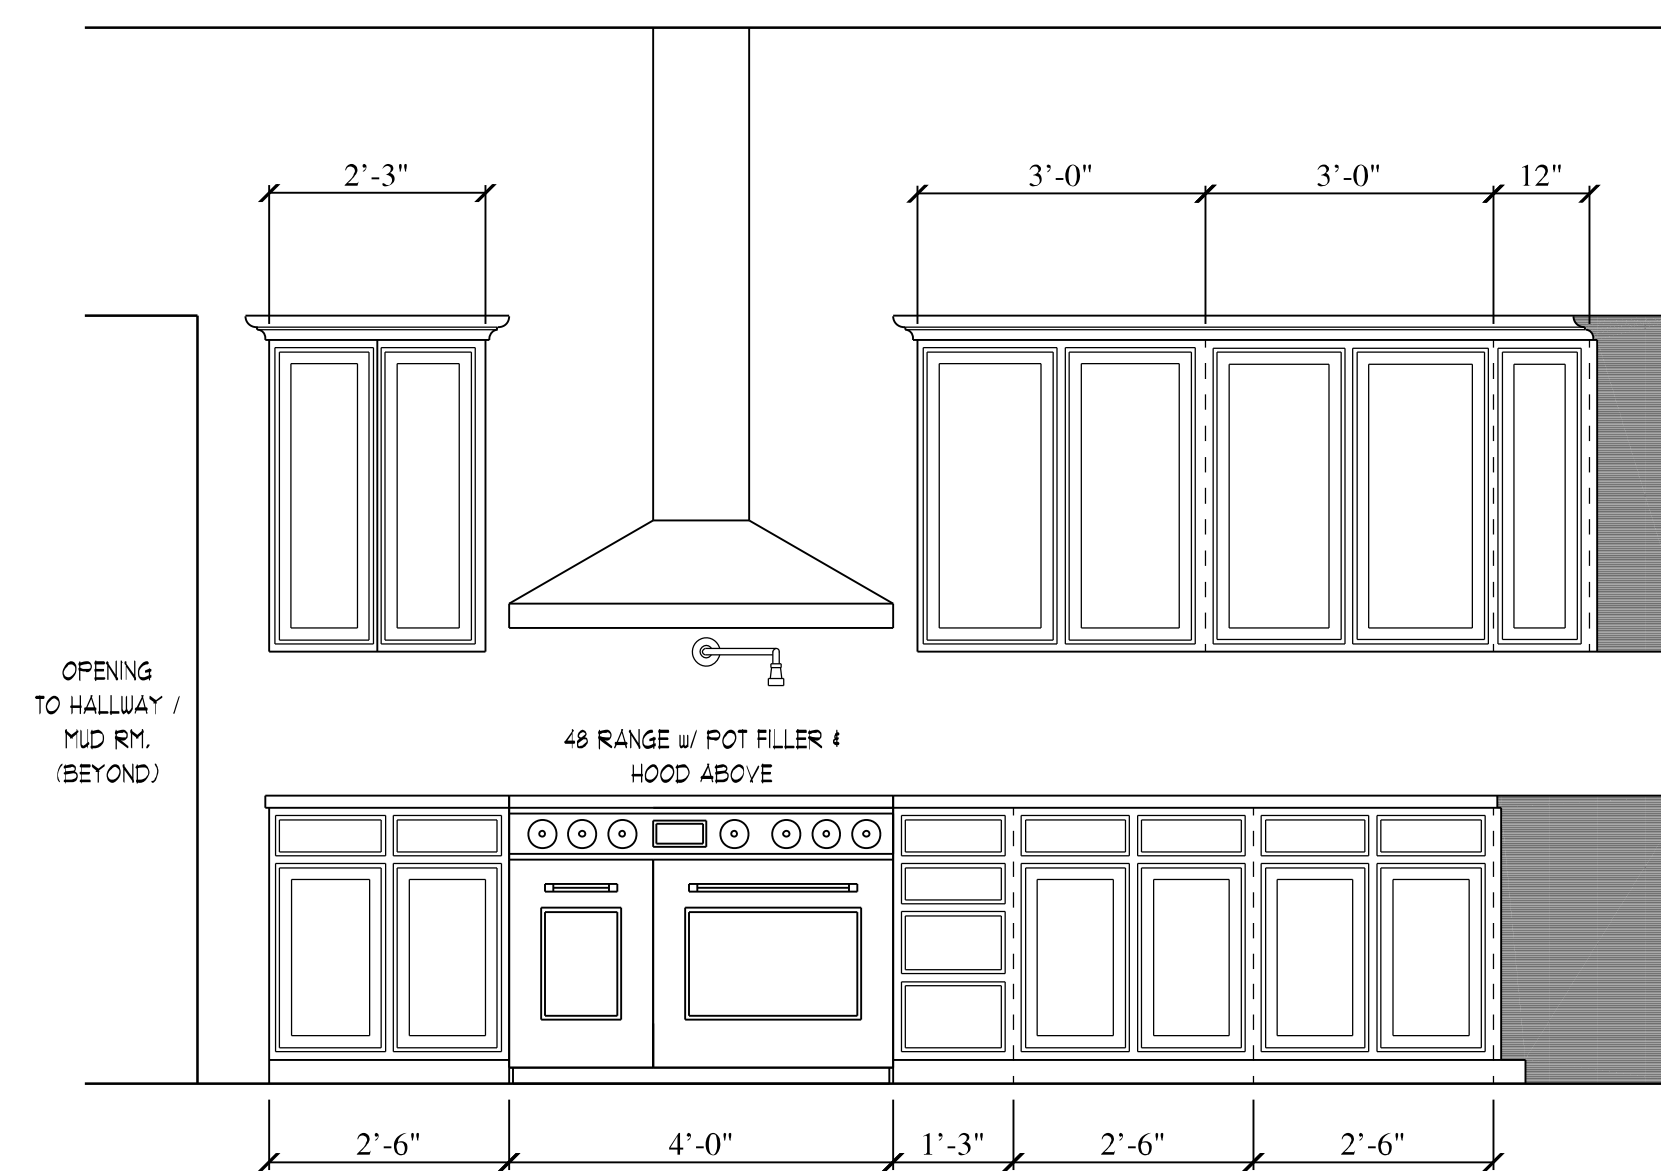 2'-3"
3'-0"
3'-0"
12"
OPENING
TO HALLWAY /
MUD RM.
(BEYOND)
48 RANGE w/ POT FILLER &
HOOD ABOVE
2'-6"
4'-0"
1'-3"
2'-6"
2'-6"